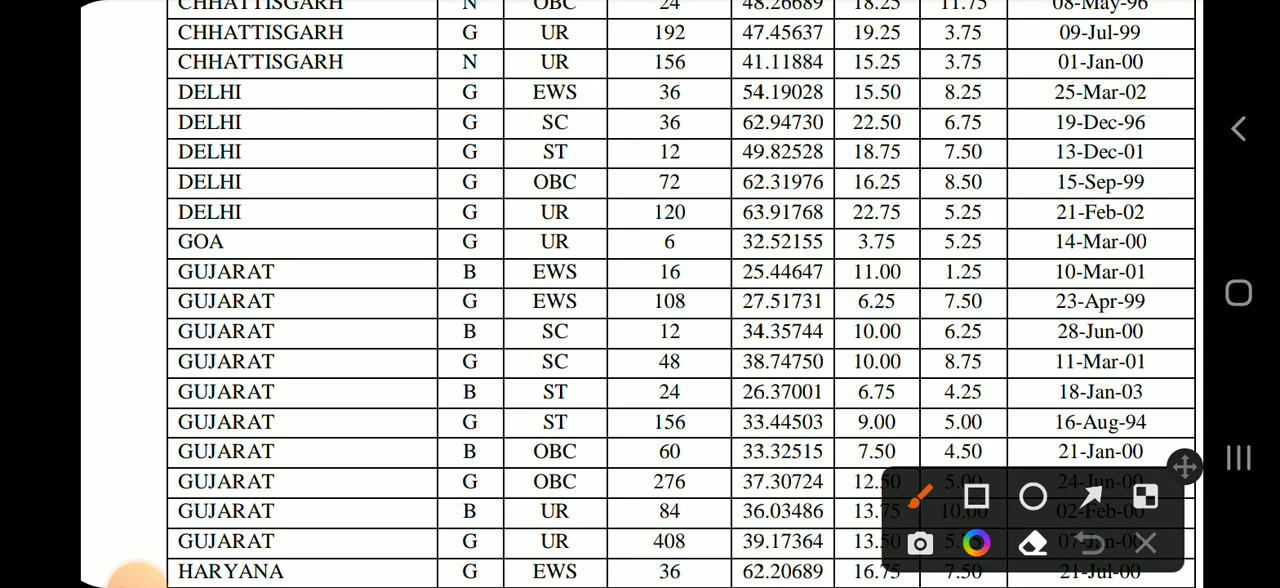 CHHATTISGARH N OBC 24 48.26689 18.25 11.75 08-May-96
CHHATTISGARH G UR 192 47.45637 19.25 3.75 09-Jul-99
CHHATTISGARH N UR 156 41.11884 15.25 3.75 01-Jan-00
DELHI G EWS 36 54.19028 15.50 8.25 25-Mar-02
DELHI G SC 36 62.94730 22.50 6.75 19-Dec-96
DELHI G ST 12 49.82528 18.75 7.50 13-Dec-01
DELHI G OBC 72 62.31976 16.25 8.50 15-Sep-99
DELHI G UR 120 63.91768 22.75 5.25 21-Feb-02
GOA G UR 6 32.52155 3.75 5.25 14-Mar-00
GUJARAT B EWS 16 25.44647 11.00 1.25 10-Mar-01
GUJARAT G EWS 108 27.51731 6.25 7.50 23-Apr-99
GUJARAT B SC 12 34.35744 10.00 6.25 28-Jun-00
GUJARAT G SC 48 38.74750 10.00 8.75 11-Mar-01
GUJARAT B ST 24 26.37001 6.75 4.25 18-Jan-03
GUJARAT G ST 156 33.44503 9.00 5.00 16-Aug-94
GUJARAT B OBC 60 33.32515 7.50 4.50 21-Jan-00
GUJARAT G OBC 276 37.30724 12.50 5.00 24-Jun-00
GUJARAT B UR 84 36.03486 13.75 10.00 02-Feb-00
GUJARAT G UR 408 39.17364 13.50
HARYANA G EWS 36 62.20689 16.75 7.50 21-Jul-00